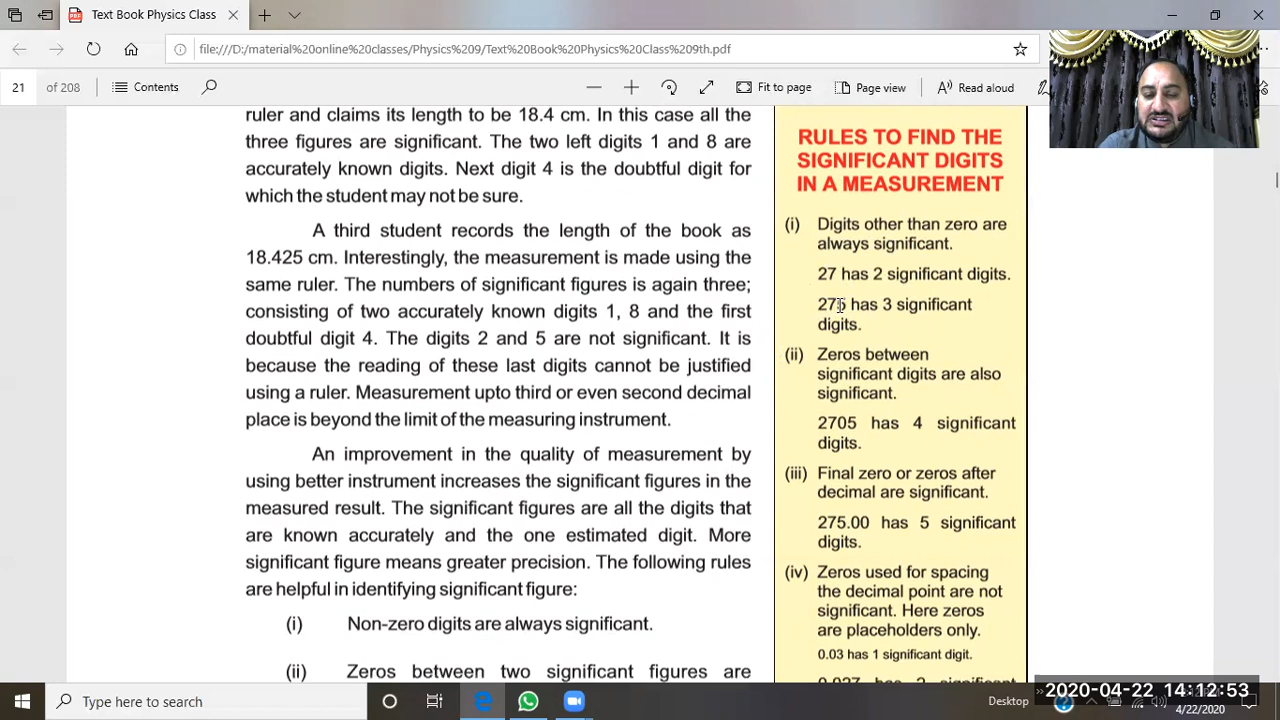 Text Book Physics Class
file:///D:/material%20online%20classes/Physics%209/Text%20Book%20Physics%20Class%209th.pdf
21 of 208
Contents
Fit to page
Page view
Read aloud
ruler and claims its length to be 18.4 cm. In this case all the
three figures are significant. The two left digits 1 and 8 are
accurately known digits. Next digit 4 is the doubtful digit for
which the student may not be sure.
A third student records the length of the book as
18.425 cm. Interestingly, the measurement is made using the
same ruler. The numbers of significant figures is again three;
consisting of two accurately known digits 1, 8 and the first
doubtful digit 4. The digits 2 and 5 are not significant. It is
because the reading of these last digits cannot be justified
using a ruler. Measurement upto third or even second decimal
place is beyond the limit of the measuring instrument.
An improvement in the quality of measurement by
using better instrument increases the significant figures in the
measured result. The significant figures are all the digits that
are known accurately and the one estimated digit. More
significant figure means greater precision. The following rules
are helpful in identifying significant figure:
(i) Non-zero digits are always significant.
(ii) Zeros between two significant figures are
RULES TO FIND THE
SIGNIFICANT DIGITS
IN A MEASUREMENT
(i) Digits other than zero are
always significant.
27 has 2 significant digits.
275 has 3 significant
digits.
(ii) Zeros between
significant digits are also
significant.
2705 has 4 significant
digits.
(iii) Final zero or zeros after
decimal are significant.
275.00 has 5 significant
digits.
(iv) Zeros used for spacing
the decimal point are not
significant. Here zeros
are placeholders only.
0.03 has 1 significant digit.
0.027 has 2 significant
Type here to search
Desktop
2020-04-22 14:12:53
4/22/2020